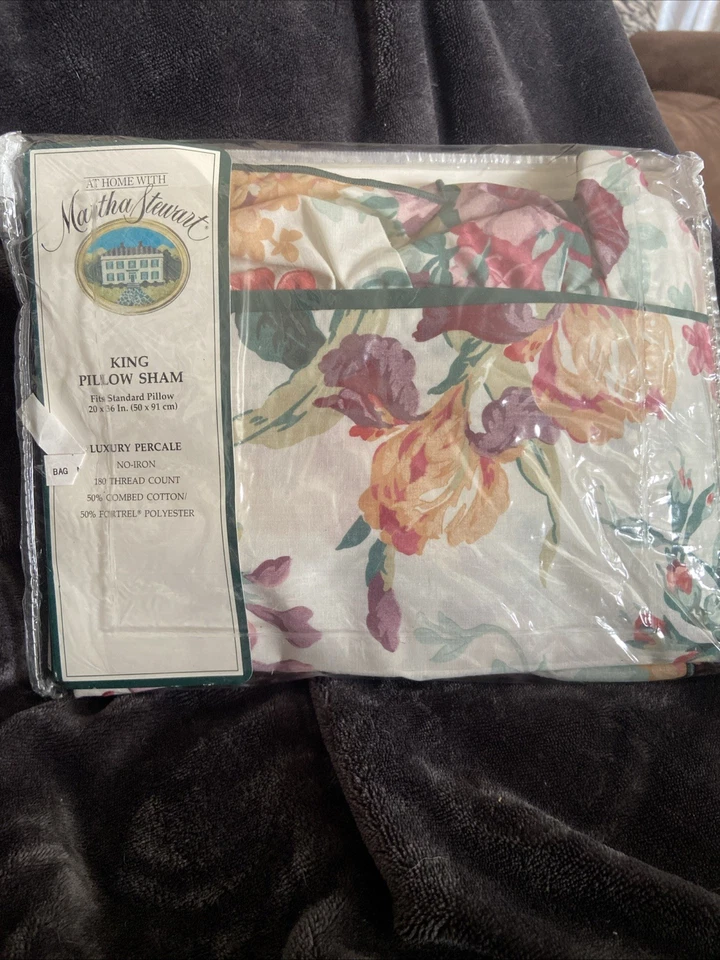 AT HOME WITH
Martha Stewart
KING
PILLOW SHAM
Fits Standard Pillow
20 x 36 In. (50 x 91 cm)
LUXURY PERCALE
BAG
NO-IRON
180 THREAD COUNT
50% COMBED COTTON/
50% FORTREL® POLYESTER